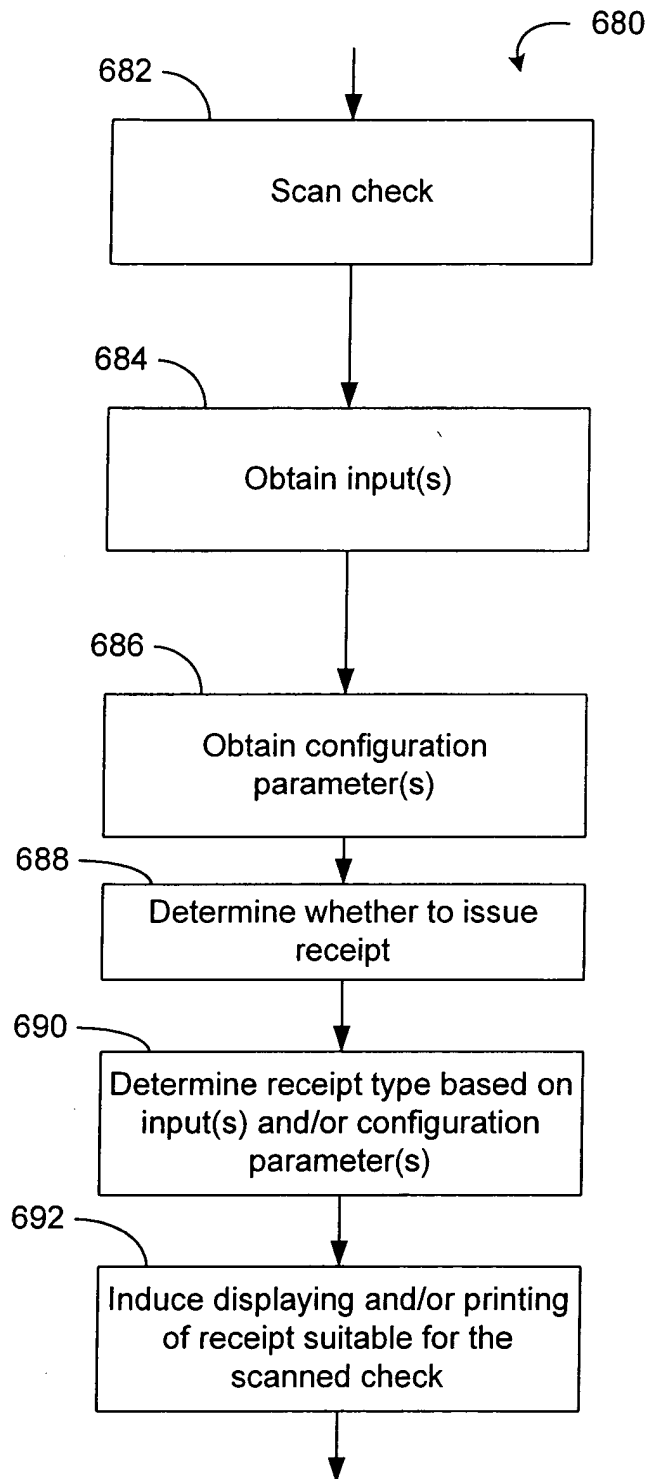 680
682
Scan check
684
Obtain input(s)
686
Obtain configuration
parameter(s)
688
Determine whether to issue
receipt
690
Determine receipt type based on
input(s) and/or configuration
parameter(s)
692
Induce displaying and/or printing
of receipt suitable for the
scanned check